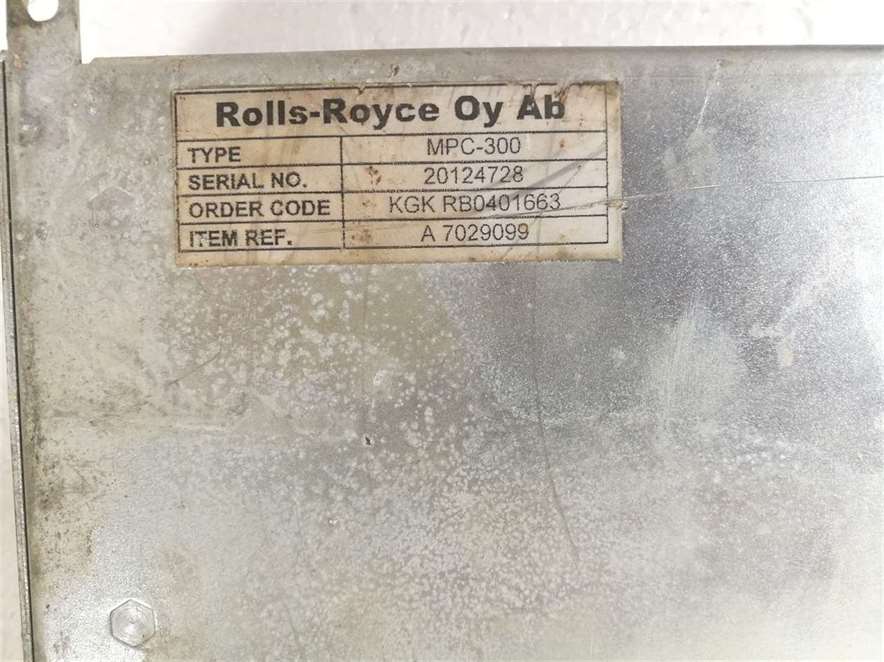 Rolls-Royce Oy Ab
TYPE MPC-300
SERIAL NO. 20124728
ORDER CODE KGK RB0401663
ITEM REF. A 7029099